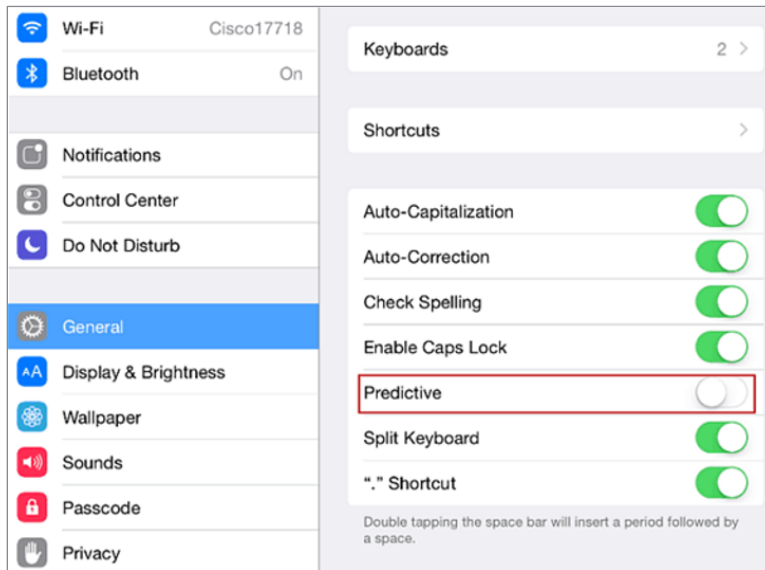 Wi-Fi Cisco17718
Bluetooth On
Notifications
Control Center
Do Not Disturb
General
AA Display & Brightness
Wallpaper
Sounds
Passcode
Privacy
Keyboards 2
Shortcuts
Auto-Capitalization
Auto-Correction
Check Spelling
Enable Caps Lock
Predictive
Split Keyboard
“.” Shortcut
Double tapping the space bar will insert a period followed by
a space.